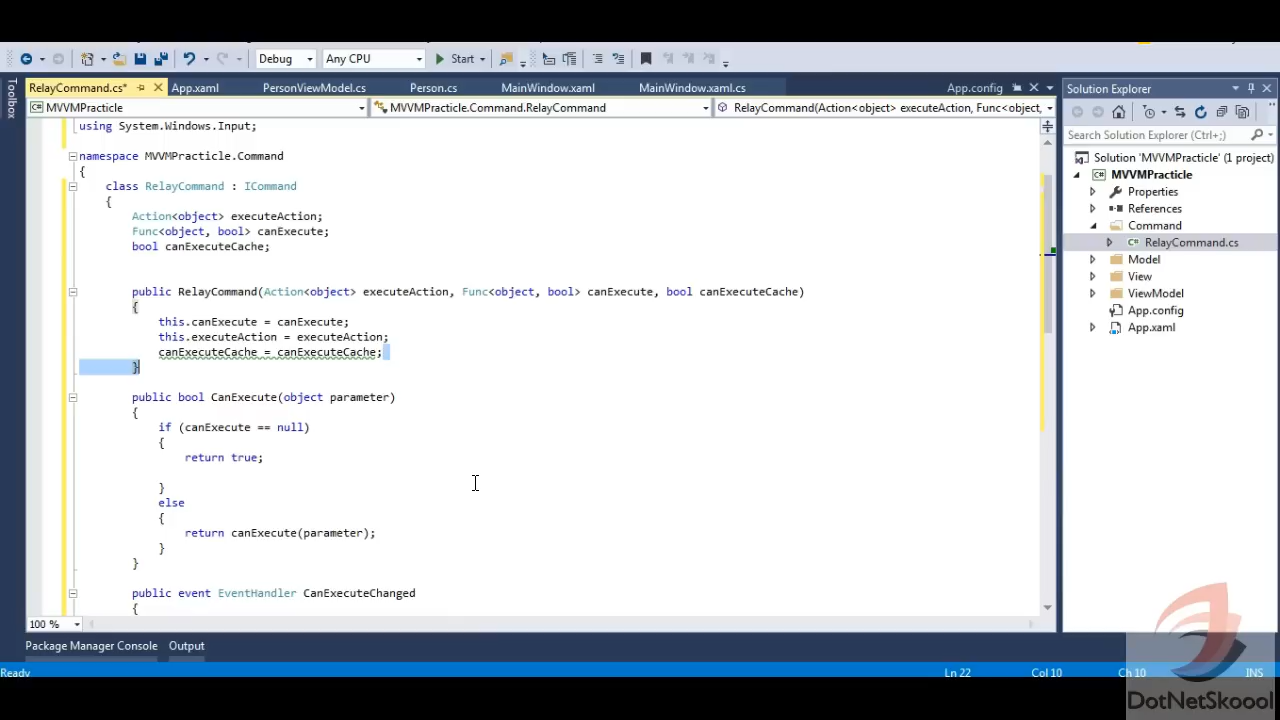 Debug
Any CPU
Start
Toolbox
RelayCommand.cs*
App.xaml
PersonViewModel.cs
Person.cs
MainWindow.xaml
MainWindow.xaml.cs
App.config
MVVMPracticle
MVVMPracticle.Command.RelayCommand
RelayCommand(Action<object> executeAction, Func<object,
using System.Windows.Input;
namespace MVVMPracticle.Command
{
class RelayCommand : ICommand
{
Action<object> executeAction;
Func<object, bool> canExecute;
bool canExecuteCache;
public RelayCommand(Action<object> executeAction, Func<object, bool> canExecute, bool canExecuteCache)
{
this.canExecute = canExecute;
this.executeAction = executeAction;
canExecuteCache = canExecuteCache;
}
public bool CanExecute(object parameter)
{
if (canExecute == null)
{
return true;
}
else
{
return canExecute(parameter);
}
}
public event EventHandler CanExecuteChanged
{
100 %
Solution Explorer
Search Solution Explorer (Ctrl+;)
Solution 'MVVMPracticle' (1 project)
MVVMPracticle
Properties
References
Command
RelayCommand.cs
Model
View
ViewModel
App.config
App.xaml
Package Manager Console
Output
Ready
Ln 22
Col 10
Ch 10
INS
DotNetSkoool